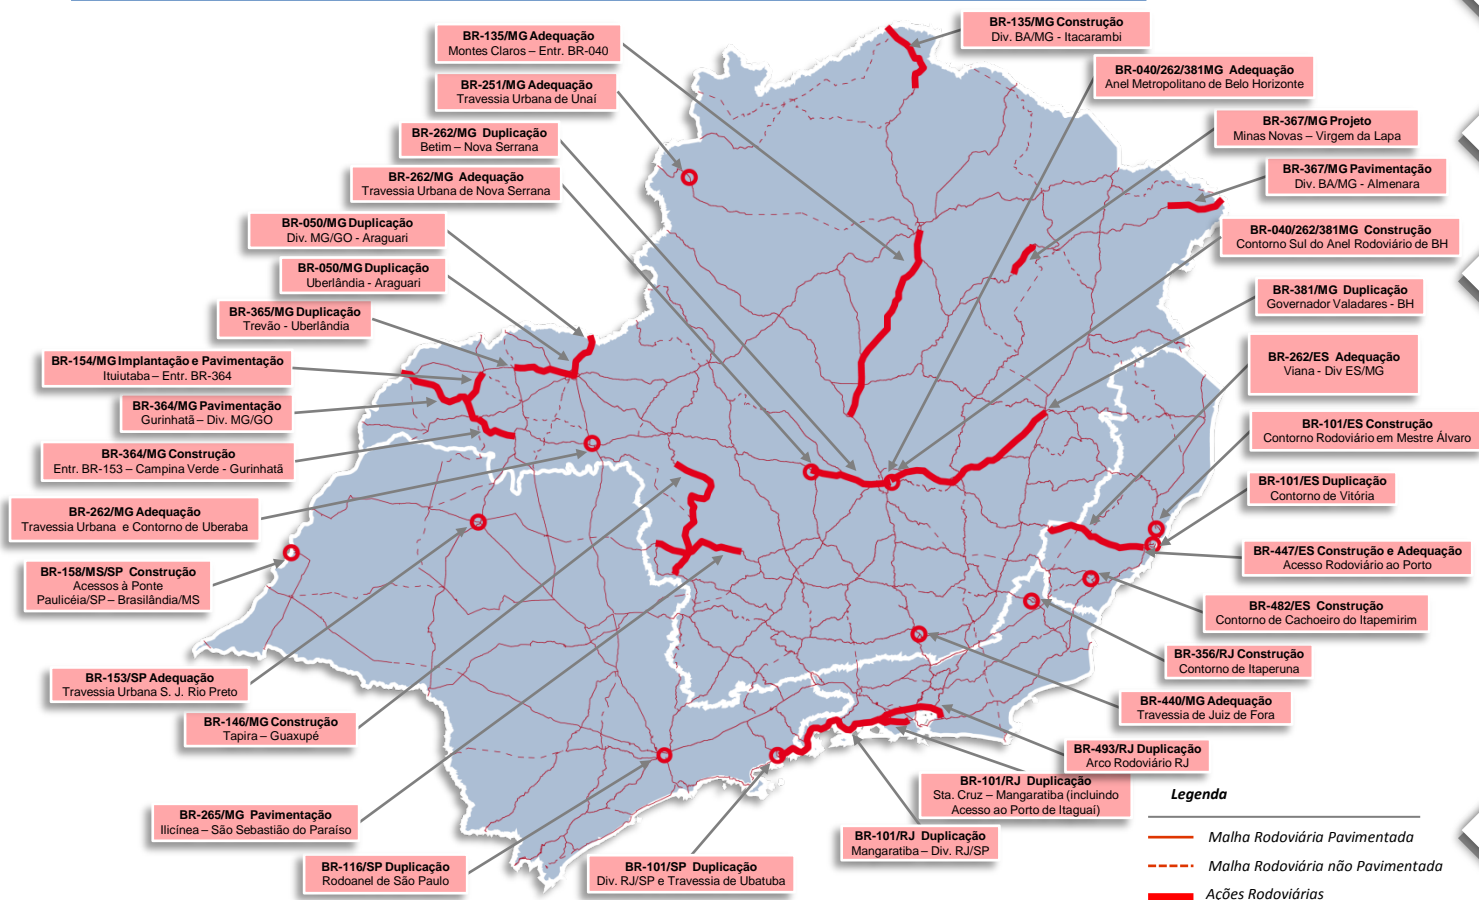 BR-135/MG Adequação
Montes Claros – Entr. BR-040
BR-251/MG Adequação
Travessia Urbana de Unaí
BR-262/MG Duplicação
Betim – Nova Serrana
BR-262/MG Adequação
Travessia Urbana de Nova Serrana
BR-050/MG Duplicação
Div. MG/GO - Araguari
BR-050/MG Duplicação
Uberlândia - Araguari
BR-365/MG Duplicação
Trevão - Uberlândia
BR-154/MG Implantação e Pavimentação
Ituiutaba – Entr. BR-364
BR-364/MG Pavimentação
Gurinhatã – Div. MG/GO
BR-364/MG Construção
Entr. BR-153 – Campina Verde - Gurinhatã
BR-262/MG Adequação
Travessia Urbana e Contorno de Uberaba
BR-158/MS/SP Construção
Acessos à Ponte
Paulicéia/SP – Brasilândia/MS
BR-153/SP Adequação
Travessia Urbana S. J. Rio Preto
BR-146/MG Construção
Tapira – Guaxupé
BR-265/MG Pavimentação
Ilicínea – São Sebastião do Paraíso
BR-116/SP Duplicação
Rodoanel de São Paulo
BR-101/SP Duplicação
Div. RJ/SP e Travessia de Ubatuba
BR-135/MG Construção
Div. BA/MG - Itacarambi
BR-040/262/381MG Adequação
Anel Metropolitano de Belo Horizonte
BR-367/MG Projeto
Minas Novas – Virgem da Lapa
BR-367/MG Pavimentação
Div. BA/MG - Almenara
BR-040/262/381MG Construção
Contorno Sul do Anel Rodoviário de BH
BR-381/MG Duplicação
Governador Valadares - BH
BR-262/ES Adequação
Viana - Div ES/MG
BR-101/ES Construção
Contorno Rodoviário em Mestre Álvaro
BR-101/ES Duplicação
Contorno de Vitória
BR-447/ES Construção e Adequação
Acesso Rodoviário ao Porto
BR-482/ES Construção
Contorno de Cachoeiro do Itapemirim
BR-356/RJ Construção
Contorno de Itaperuna
BR-440/MG Adequação
Travessia de Juiz de Fora
BR-493/RJ Duplicação
Arco Rodoviário RJ
BR-101/RJ Duplicação
Sta. Cruz – Mangaratiba (incluindo
Acesso ao Porto de Itaguaí)
BR-101/RJ Duplicação
Mangaratiba – Div. RJ/SP
Legenda
Malha Rodoviária Pavimentada
Malha Rodoviária não Pavimentada
Ações Rodoviárias